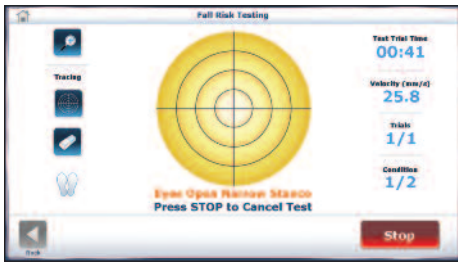 Fall Risk Testing
Tracing
Test Trial Time
00:41
Velocity (mm/s)
25.8
Trials
1/1
Condition
1/2
Eyes Open Narrow Stance
Press STOP to Cancel Test
Back
Stop